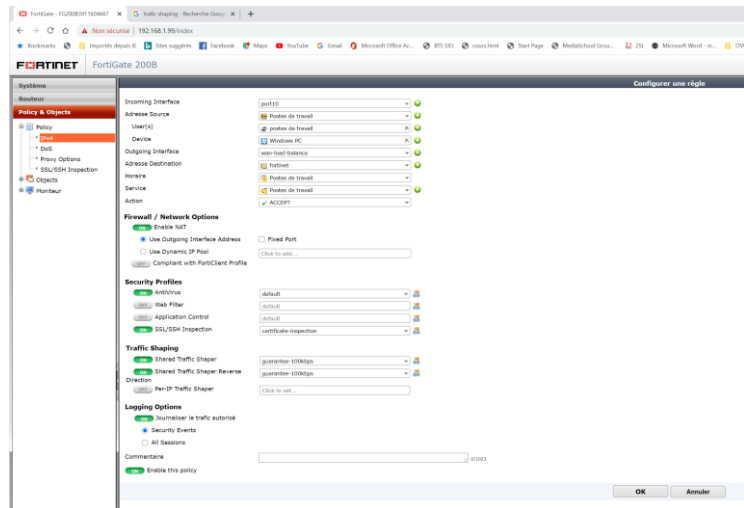 FortiGate - FG200B3911604667
trafic shaping - Recherche Googl
Non sécurisé | 192.168.1.99/index
Bookmarks Importés depuis IE Sites suggérés Facebook Maps YouTube Gmail Microsoft Office Ac... BTS SIO cours.html Start Page MediaSchool Grou... ZSI Microsoft Word - m...
FORTINET FortiGate 200B
Système
Configurer une règle
Routeur
Policy & Objects
Policy
IPv4
DoS
Proxy Options
SSL/SSH Inspection
Objects
Moniteur
Incoming Interface port10
Adresse Source Postes de travail
User(s) postes de travail
Device Windows PC
Outgoing Interface wan-load-balance
Adresse Destination fortinet
Horaire Postes de travail
Service Postes de travail
Action ACCEPT
Firewall / Network Options
ON Enable NAT
Use Outgoing Interface Address Fixed Port
Use Dynamic IP Pool Click to add...
OFF Compliant with FortiClient Profile
Security Profiles
ON AntiVirus default
OFF Web Filter default
OFF Application Control default
ON SSL/SSH Inspection certificate-inspection
Traffic Shaping
ON Shared Traffic Shaper guarantee-100kbps
ON Shared Traffic Shaper Reverse guarantee-100kbps
Direction
OFF Per-IP Traffic Shaper Click to set...
Logging Options
ON Journaliser le trafic autorisé
Security Events
All Sessions
Commentaire 0/1023
ON Enable this policy
OK Annuler